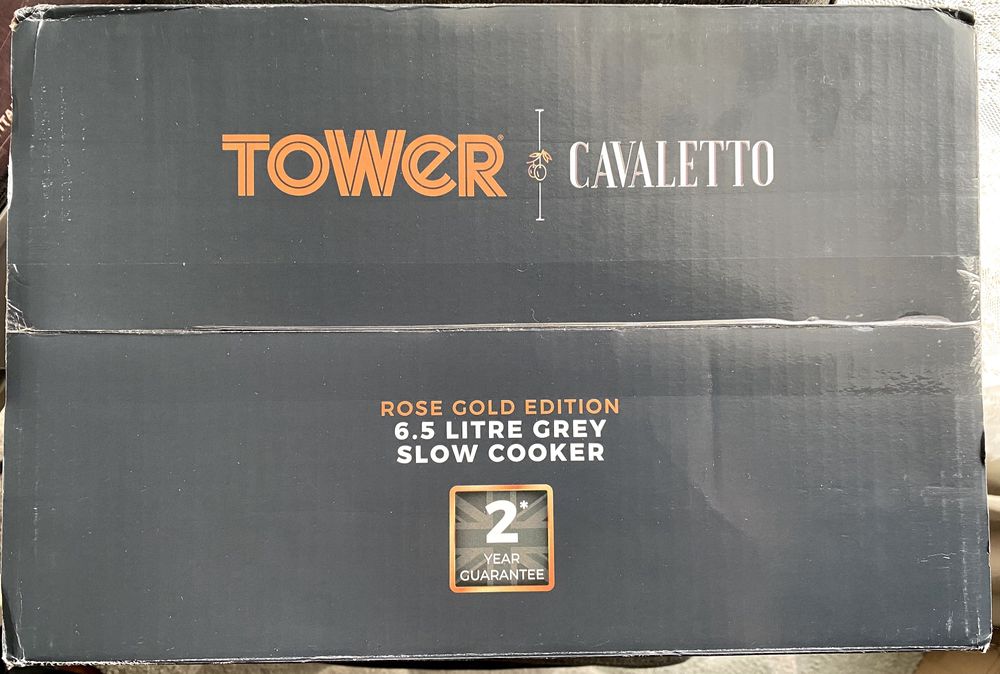 TOWER® CAVALETTO
ROSE GOLD EDITION
6.5 LITRE GREY
SLOW COOKER
2*
YEAR
GUARANTEE